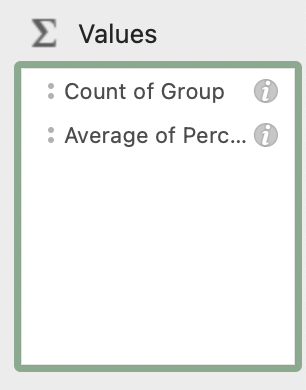 Σ Values
Count of Group
Average of Perc...